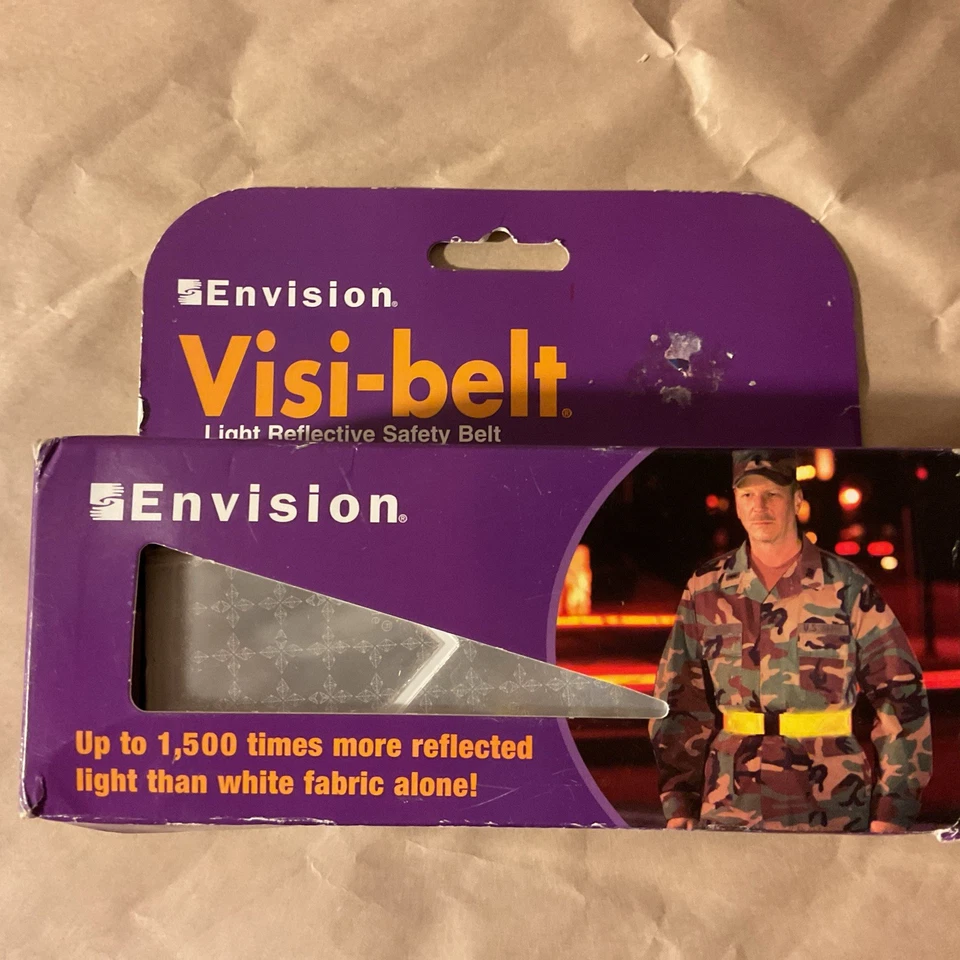 Envision®
Visi-belt®
Light Reflective Safety Belt
Envision®
Up to 1,500 times more reflected
light than white fabric alone!